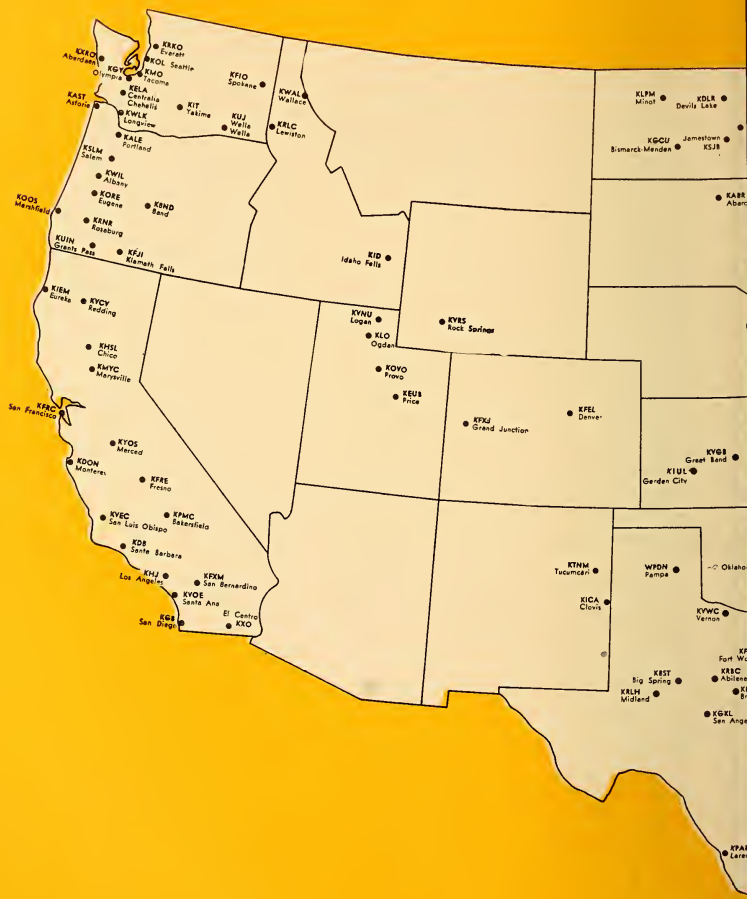 KXRO
Aberdeen
KRKO
Everett
KOL Seattle
KGY
Olympia
KMO
Tacoma
KFIO
Spokane
KELA
Centralia
Chehalis
KAST
Astoria
KIT
Yakima
KWLK
Longview
KUJ
Walla
Walla
KWAL
Wallace
KRLC
Lewiston
KALE
Portland
KSLM
Salem
KWIL
Albany
KORE
Eugene
KBND
Bend
KOOS
Marshfield
KRNR
Roseburg
KUIN
Grants Pass
KFJI
Klamath Falls
KID
Idaho Falls
KIEM
Eureka
KVCV
Redding
KHSL
Chico
KMYC
Marysville
KFRC
San Francisco
KYOS
Merced
KDON
Monterey
KFRE
Fresno
KVEC
San Luis Obispo
KPMC
Bakersfield
KDB
Santa Barbara
KHJ
Los Angeles
KFXM
San Bernardino
KVOE
Santa Ana
KGB
San Diego
El Centro
KXO
KVNU
Logan
KLO
Ogden
KOVO
Provo
KEUB
Price
KVRS
Rock Springs
KFXJ
Grand Junction
KFEL
Denver
KLPM
Minot
KDLR
Devils Lake
KGCU
Bismarck-Mandan
Jamestown
KSJB
KABR
KVGB
Great Bend
KIUL
Garden City
KTNM
Tucumcari
KICA
Clovis
WPDN
Pampa
KVWC
Vernon
KBST
Big Spring
KRBC
Abilene
KRLH
Midland
KGKL
San Ange
Fort Wo
KPAB
Lare